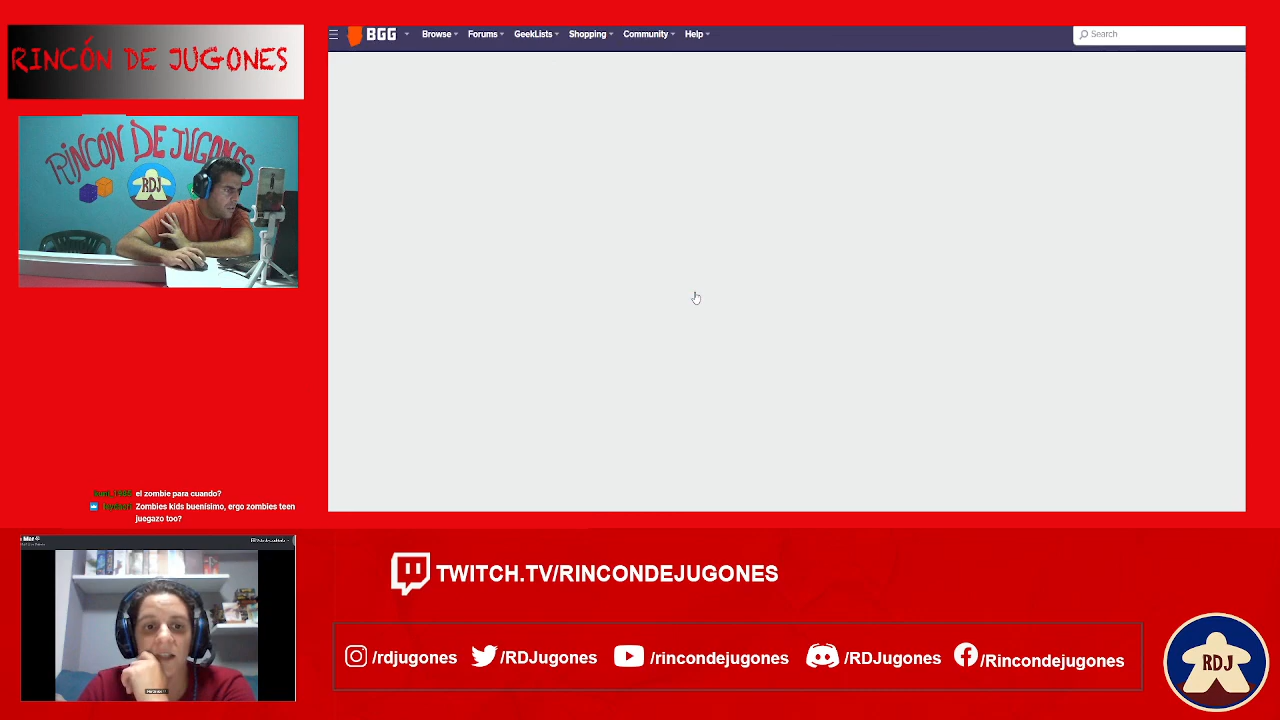 RINCÓN DE JUGONES
RINCÓN DE JUGONES
RDJ
BGG Browse Forums GeekLists Shopping Community Help Search
el zombie para cuando?
Zombies kids buenísimo, ergo zombies teen
juegazo too?
TWITCH.TV/RINCONDEJUGONES
/rdjugones /RDJugones /rincondejugones /RDJugones /Rincondejugones
RDJ